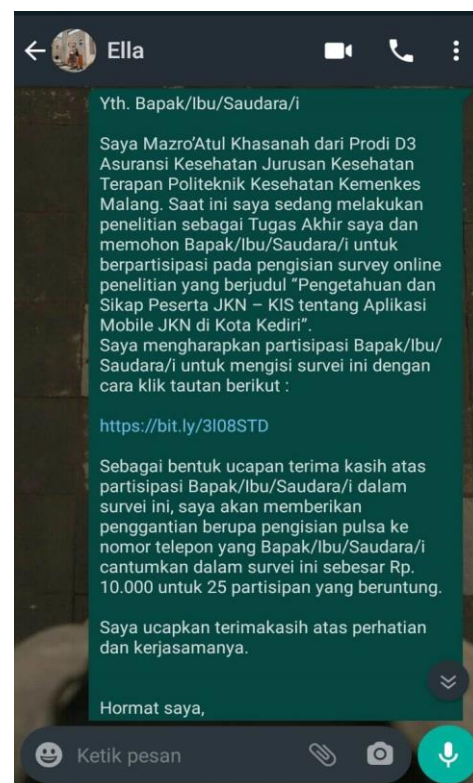 Ella
Yth. Bapak/Ibu/Saudara/i
Saya Mazro'Atul Khasanah dari Prodi D3
Asuransi Kesehatan Jurusan Kesehatan
Terapan Politeknik Kesehatan Kemenkes
Malang. Saat ini saya sedang melakukan
penelitian sebagai Tugas Akhir saya dan
memohon Bapak/Ibu/Saudara/i untuk
berpartisipasi pada pengisian survey online
penelitian yang berjudul “Pengetahuan dan
Sikap Peserta JKN – KIS tentang Aplikasi
Mobile JKN di Kota Kediri”.
Saya mengharapkan partisipasi Bapak/Ibu/
Saudara/i untuk mengisi survei ini dengan
cara klik tautan berikut :
https://bit.ly/3l08STD
Sebagai bentuk ucapan terima kasih atas
partisipasi Bapak/Ibu/Saudara/i dalam
survei ini, saya akan memberikan
penggantian berupa pengisian pulsa ke
nomor telepon yang Bapak/Ibu/Saudara/i
cantumkan dalam survei ini sebesar Rp.
10.000 untuk 25 partisipan yang beruntung.
Saya ucapkan terimakasih atas perhatian
dan kerjasamanya.
Hormat saya,
Ketik pesan